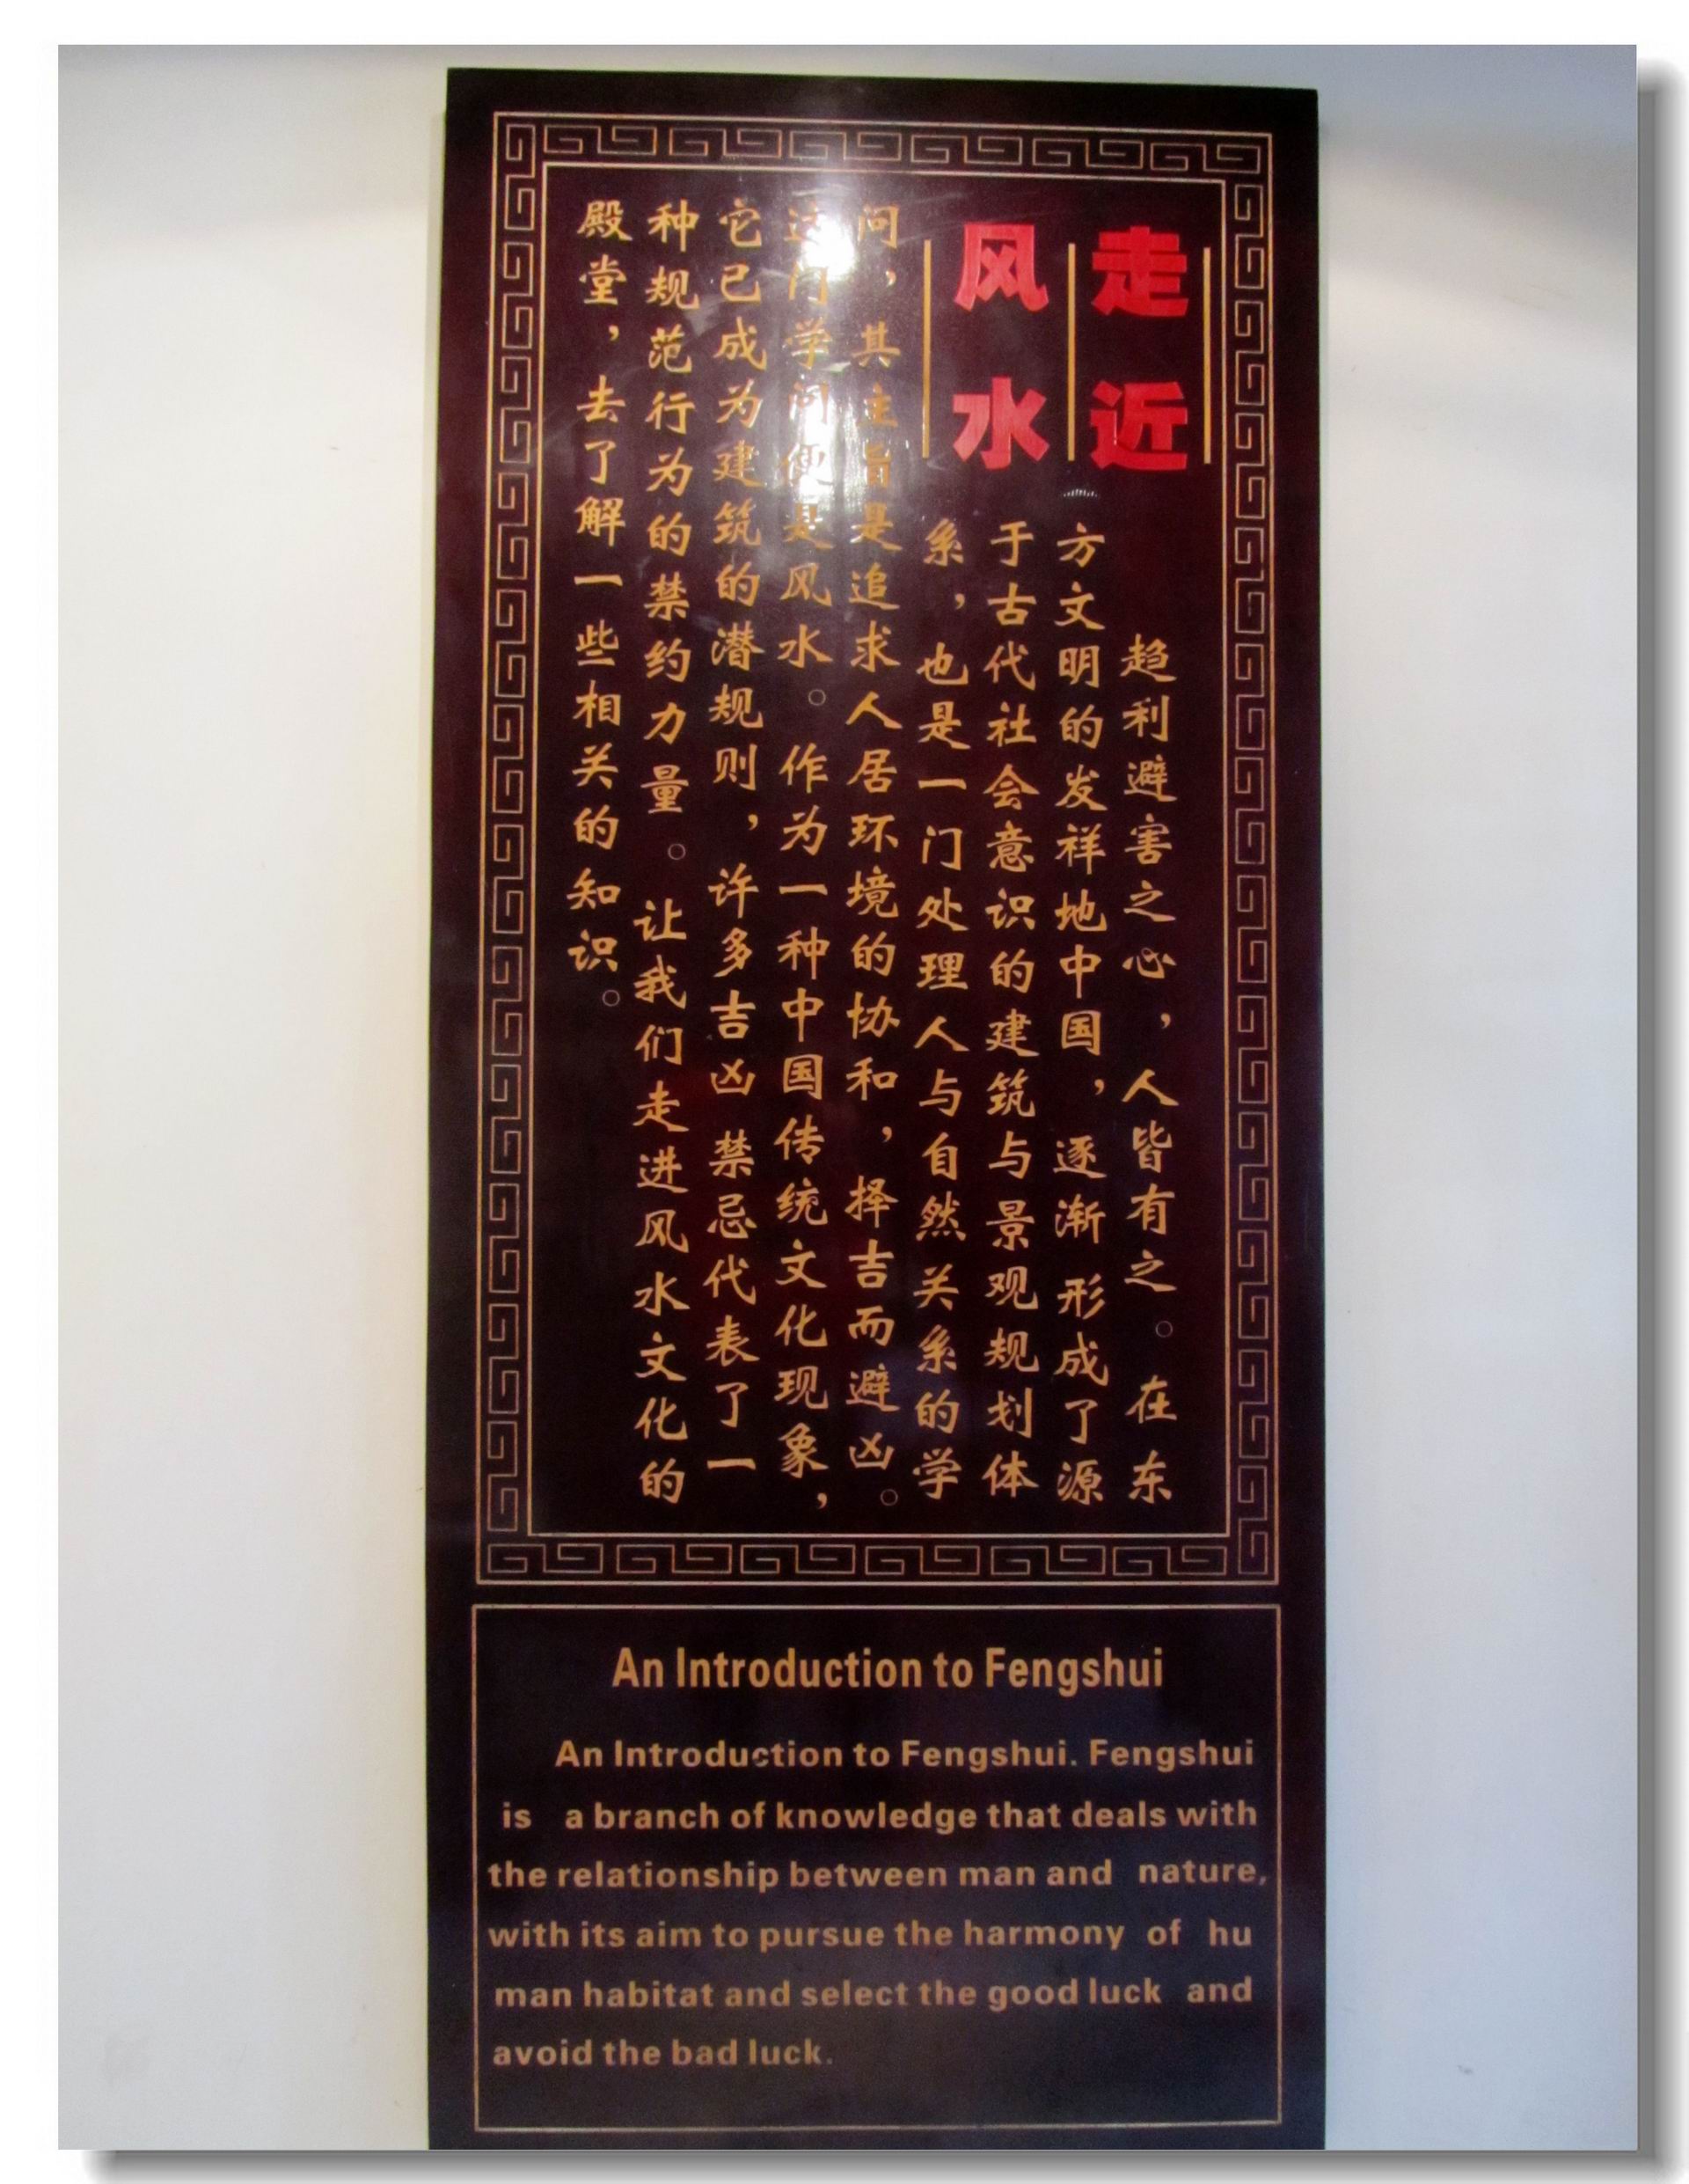 走近
风水
趋利避害之心，人皆有之。在东
方文明的发祥地中国，逐渐形成了源
于古代社会意识的建筑与景观规划体
系，也是一门处理人与自然关系的学
问，其主旨是追求人居环境的协和，择吉而避凶。
这门学问便是风水。作为一种中国传统文化现象，
它已成为建筑的潜规则，许多吉凶禁忌代表了一
种规范行为的禁约力量。让我们走进风水文化的
殿堂，去了解一些相关的知识。
An Introduction to Fengshui
An Introduction to Fengshui. Fengshui
is a branch of knowledge that deals with
the relationship between man and nature,
with its aim to pursue the harmony of hu
man habitat and select the good luck and
avoid the bad luck.